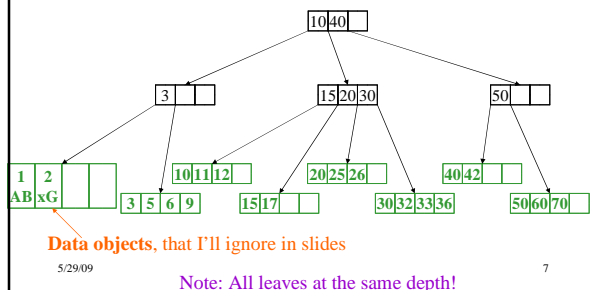 10 40
3
15 20 30
50
1 2
AB xG
10 11 12
20 25 26
40 42
3 5 6 9
15 17
30 32 33 36
50 60 70
Data objects, that I'll ignore in slides
5/29/09
7
Note: All leaves at the same depth!